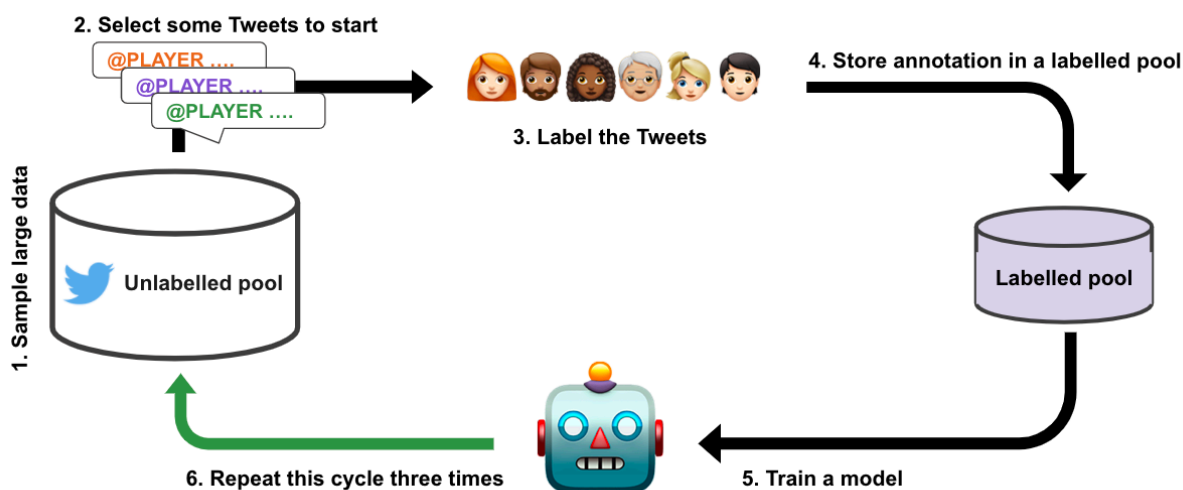 2. Select some Tweets to start
@PLAYER ....
@PLAYER ....
@PLAYER ....
3. Label the Tweets
4. Store annotation in a labelled pool
1. Sample large data
Unlabelled pool
Labelled pool
6. Repeat this cycle three times
5. Train a model